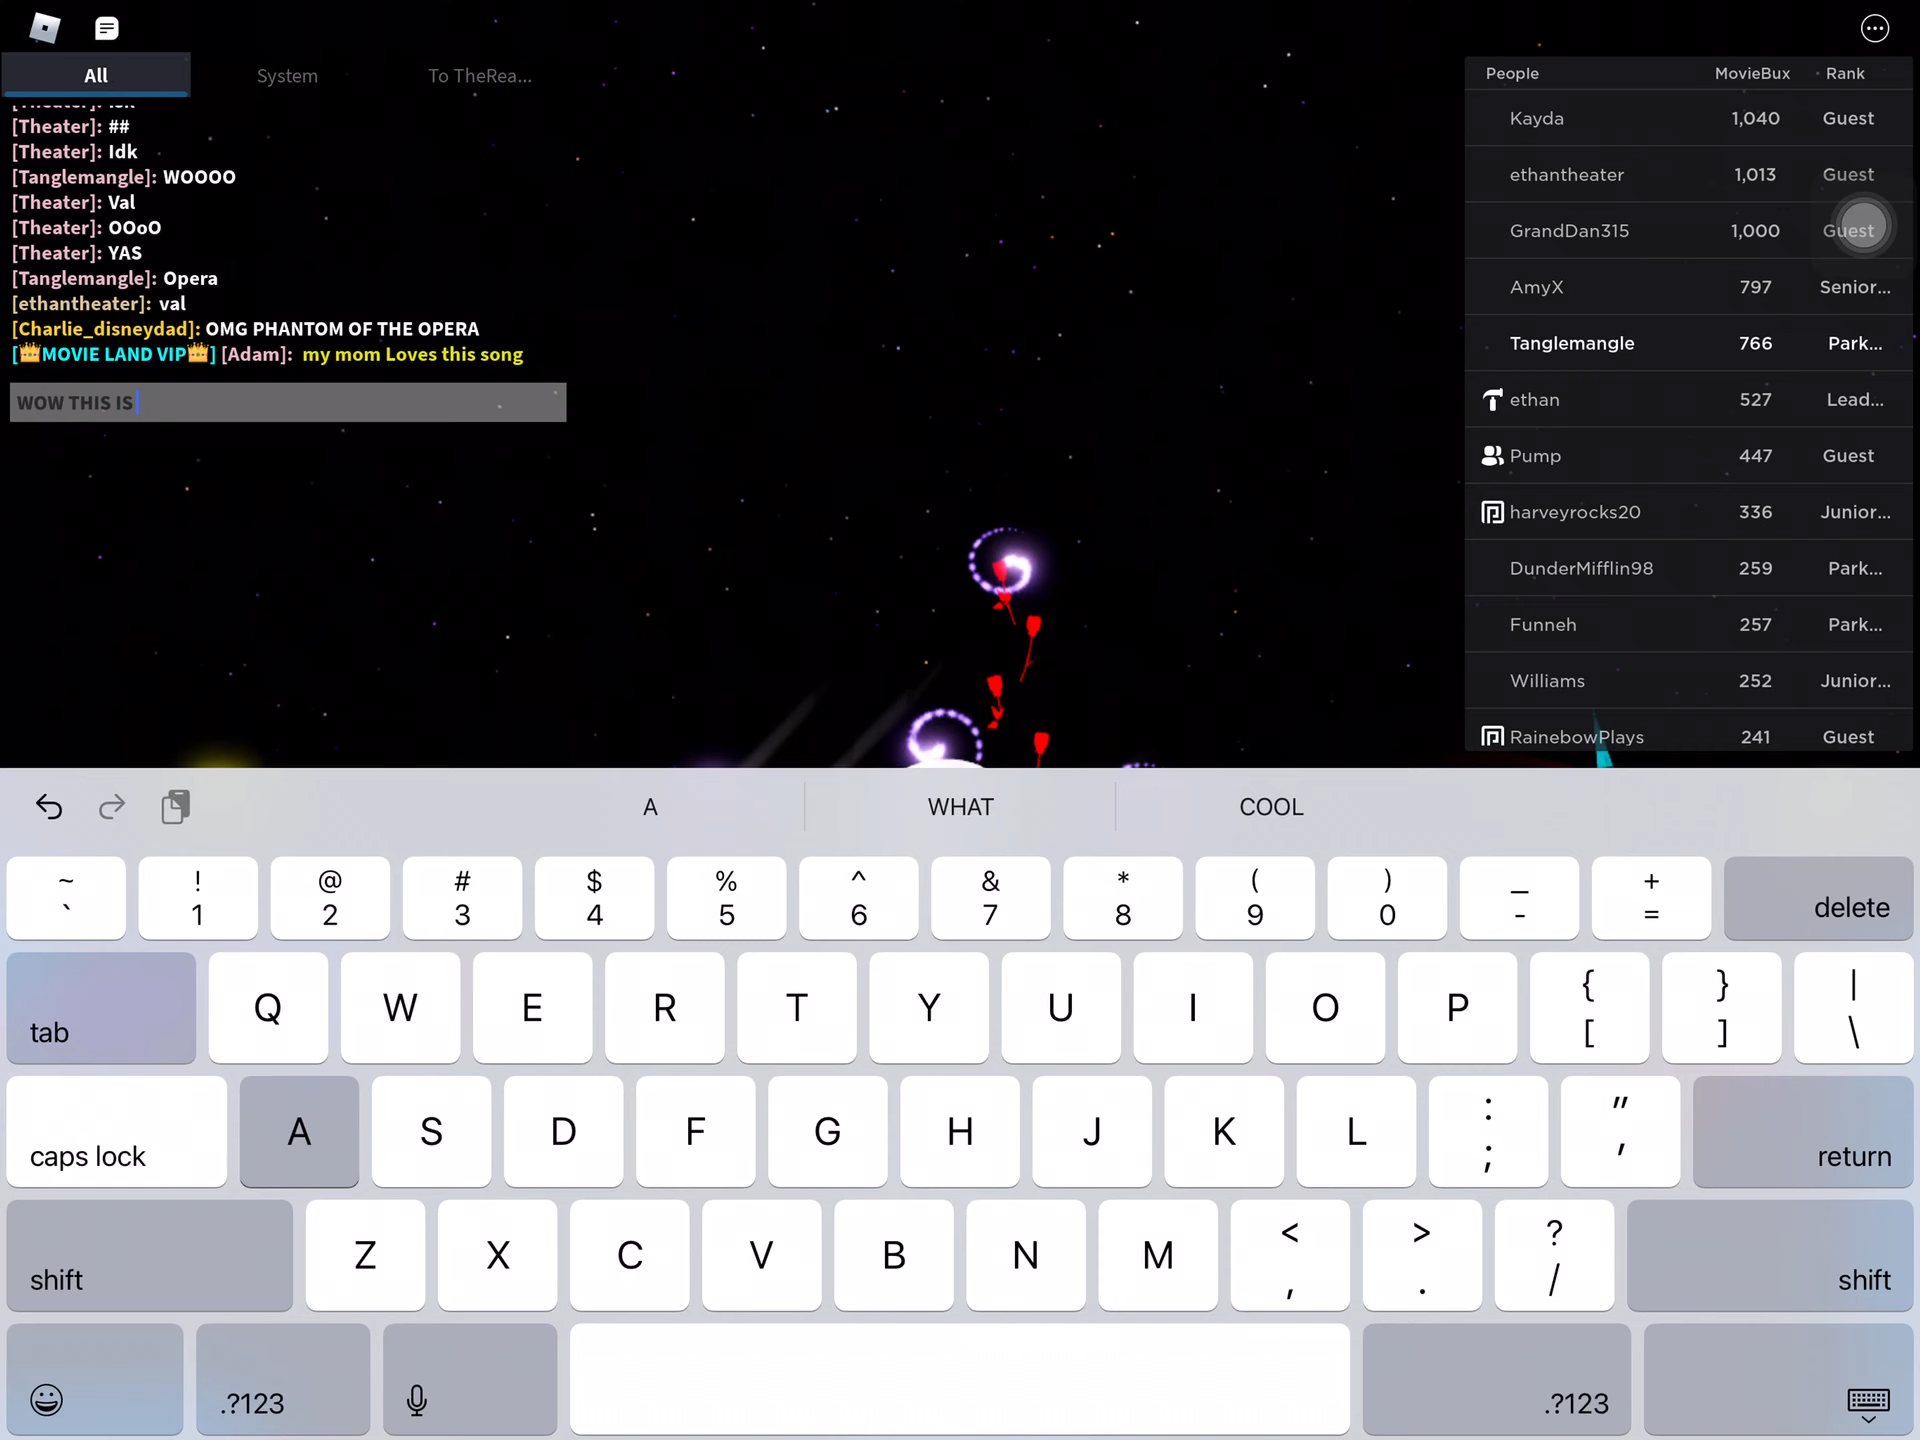 All System To TheRea...
[Theater]: ##
[Theater]: Idk
[Tanglemangle]: WOOOO
[Theater]: Val
[Theater]: OOoO
[Theater]: YAS
[Tanglemangle]: Opera
[ethantheater]: val
[Charlie_disneydad]: OMG PHANTOM OF THE OPERA
[👑MOVIE LAND VIP👑] [Adam]: my mom Loves this song
WOW THIS IS
People MovieBux Rank
Kayda 1,040 Guest
ethantheater 1,013 Guest
GrandDan315 1,000 Guest
AmyX 797 Senior...
Tanglemangle 766 Park...
ethan 527 Lead...
Pump 447 Guest
harveyrocks20 336 Junior...
DunderMifflin98 259 Park...
Funneh 257 Park...
Williams 252 Junior...
RainebowPlays 241 Guest
A WHAT COOL
~ ! @ # $ % ^ & * ( ) _ +
` 1 2 3 4 5 6 7 8 9 0 - = delete
tab Q W E R T Y U I O P { [ } ] | \
caps lock A S D F G H J K L : ; " ' return
shift Z X C V B N M < , > . ? / shift
.?123 .?123